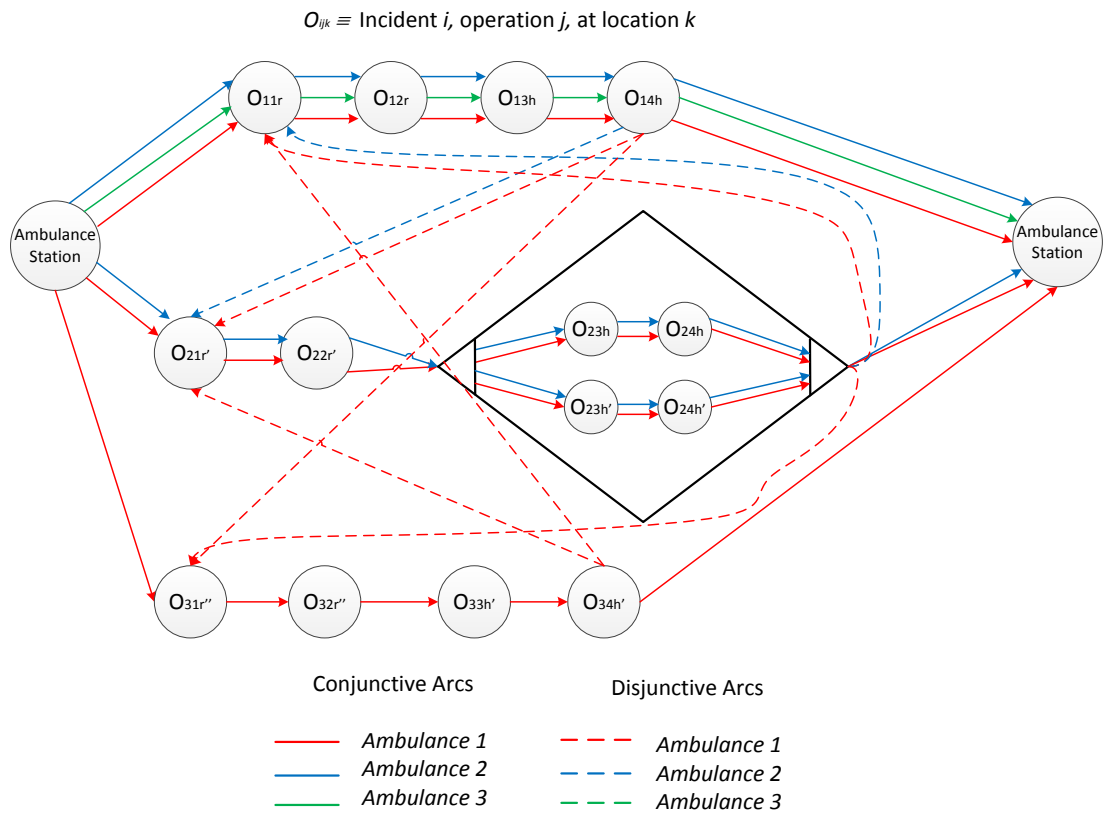 Oijk ≡ Incident i, operation j, at location k
O11r
O12r
O13h
O14h
Ambulance
Station
Ambulance
Station
O21r'
O22r'
O23h
O24h
O23h'
O24h'
O31r''
O32r''
O33h'
O34h'
Conjunctive Arcs
Disjunctive Arcs
Ambulance 1
Ambulance 1
Ambulance 2
Ambulance 2
Ambulance 3
Ambulance 3